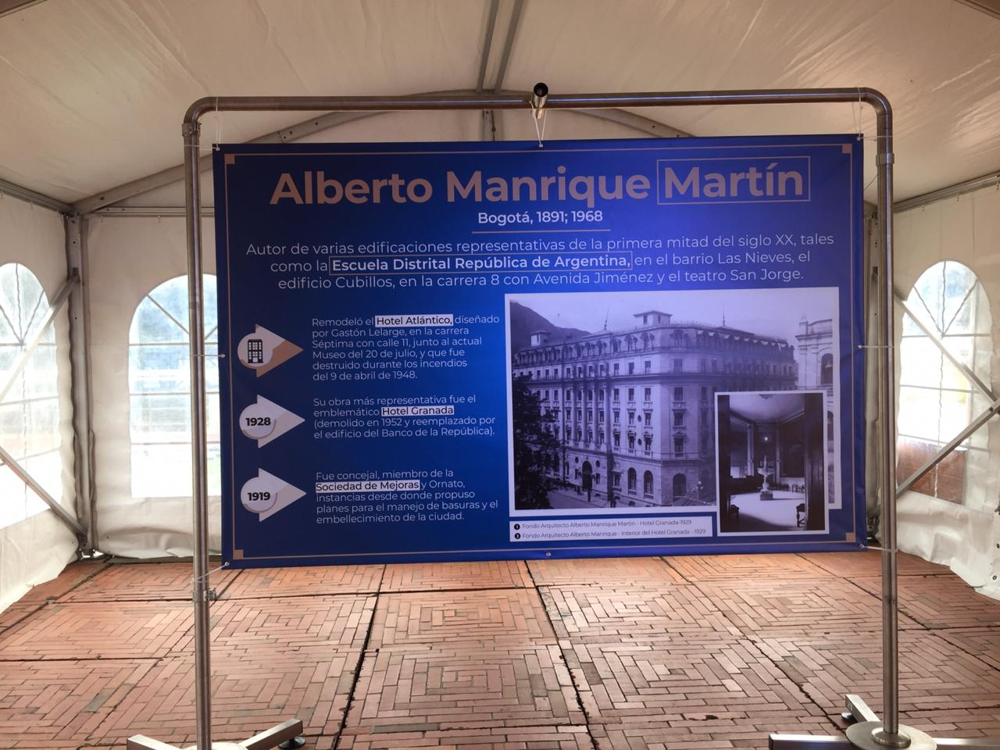 Alberto Manrique Martín
Bogotá, 1891; 1968
Autor de varias edificaciones representativas de la primera mitad del siglo XX, tales
como la Escuela Distrital República de Argentina, en el barrio Las Nieves, el
edificio Cubillos, en la carrera 8 con Avenida Jiménez y el teatro San Jorge.
Remodeló el Hotel Atlántico, diseñado
por Gastón Lelarge, en la carrera
Séptima con calle 11, junto al actual
Museo del 20 de julio, y que fue
destruido durante los incendios
del 9 de abril de 1948.
1928
Su obra más representativa fue el
emblemático Hotel Granada
(demolido en 1952 y reemplazado por
el edificio del Banco de la República).
1919
Fue concejal, miembro de la
Sociedad de Mejoras y Ornato,
instancias desde donde propuso
planes para el manejo de basuras y el
embellecimiento de la ciudad.
1 Fondo Arquitecto Alberto Manrique Martin - Hotel Granada-1929
2 Fondo Arquitecto Alberto Manrique - Interior del Hotel Granada - 1929